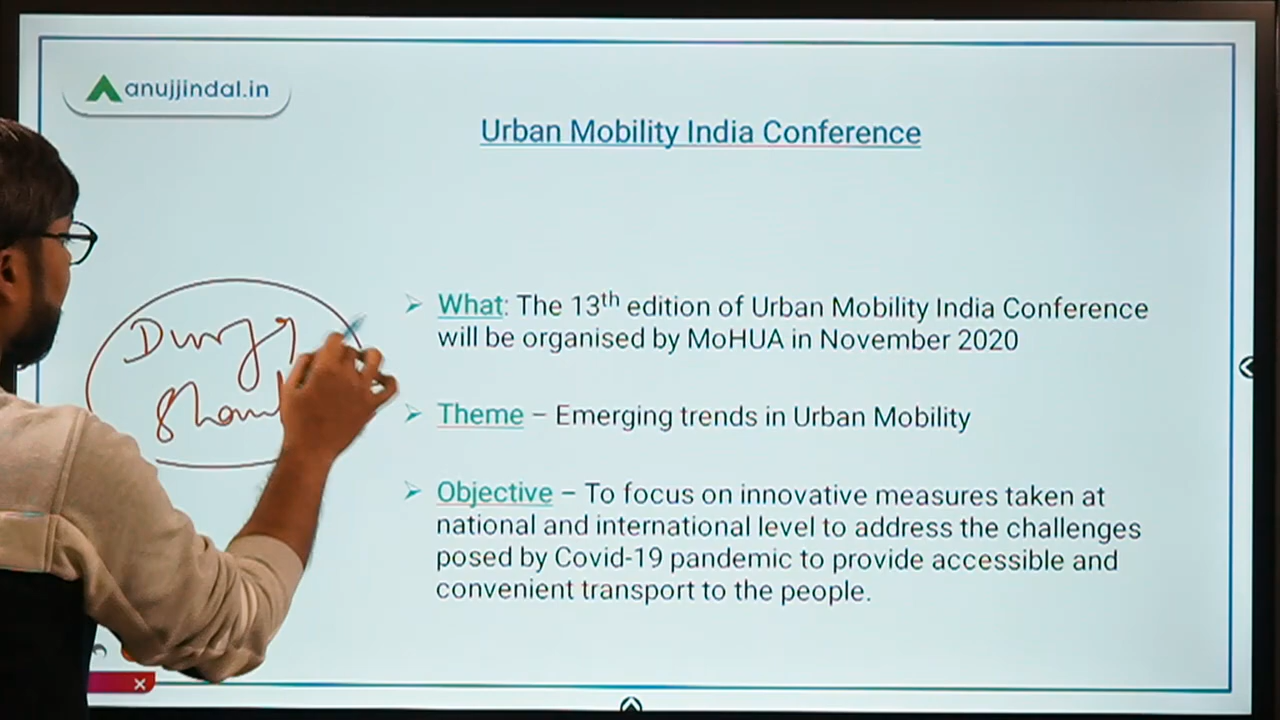 anujjindal.in
Urban Mobility India Conference
Durga
➢ What: The 13th edition of Urban Mobility India Conference
will be organised by MoHUA in November 2020
➢ Theme – Emerging trends in Urban Mobility
➢ Objective – To focus on innovative measures taken at
national and international level to address the challenges
posed by Covid-19 pandemic to provide accessible and
convenient transport to the people.